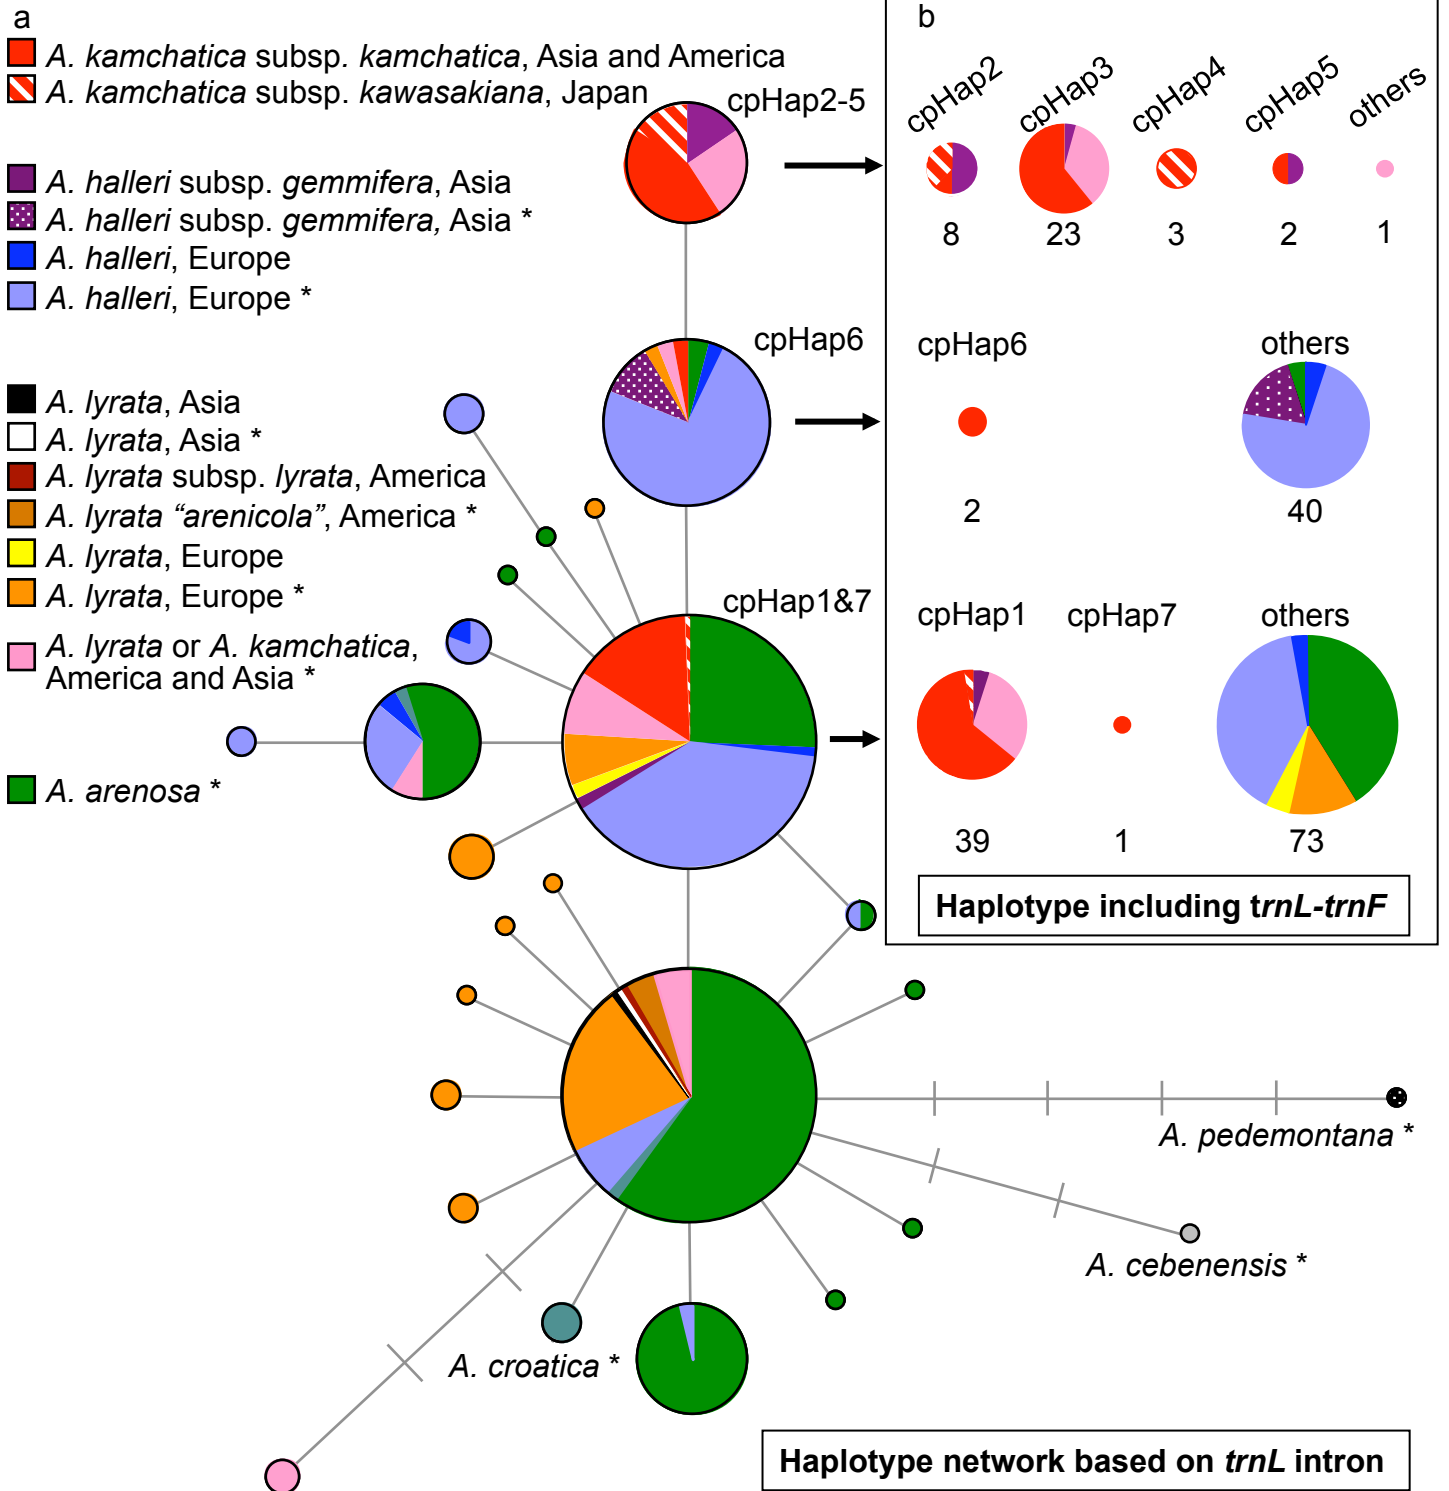 a
A. kamchatica subsp. kamchatica, Asia and America
A. kamchatica subsp. kawasakiana, Japan
A. halleri subsp. gemmifera, Asia
A. halleri subsp. gemmifera, Asia *
A. halleri, Europe
A. halleri, Europe *
A. lyrata, Asia
A. lyrata, Asia *
A. lyrata subsp. lyrata, America
A. lyrata “arenicola”, America *
A. lyrata, Europe
A. lyrata, Europe *
A. lyrata or A. kamchatica,
America and Asia *
A. arenosa *
cpHap2-5
cpHap6
cpHap1&7
A. pedemontana *
A. cebenensis *
A. croatica *
Haplotype network based on trnL intron
b
cpHap2 cpHap3 cpHap4 cpHap5 others
8 23 3 2 1
cpHap6 others
2 40
cpHap1 cpHap7 others
39 1 73
Haplotype including trnL-trnF